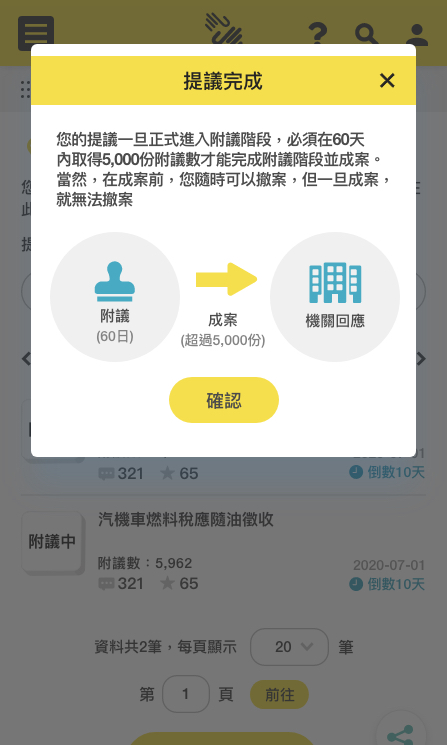 提議完成
您的提議一旦正式進入附議階段，必須在60天
內取得5,000份附議數才能完成附議階段並成案。
當然，在成案前，您隨時可以撤案，但一旦成案，
就無法撤案
附議
(60日)
成案
(超過5,000份)
機關回應
確認
321 65
倒數10天
汽機車燃料稅應隨油徵收
附議中
附議數：5,962
2020-07-01
321 65
倒數10天
資料共2筆，每頁顯示 20 筆
第 1 頁 前往